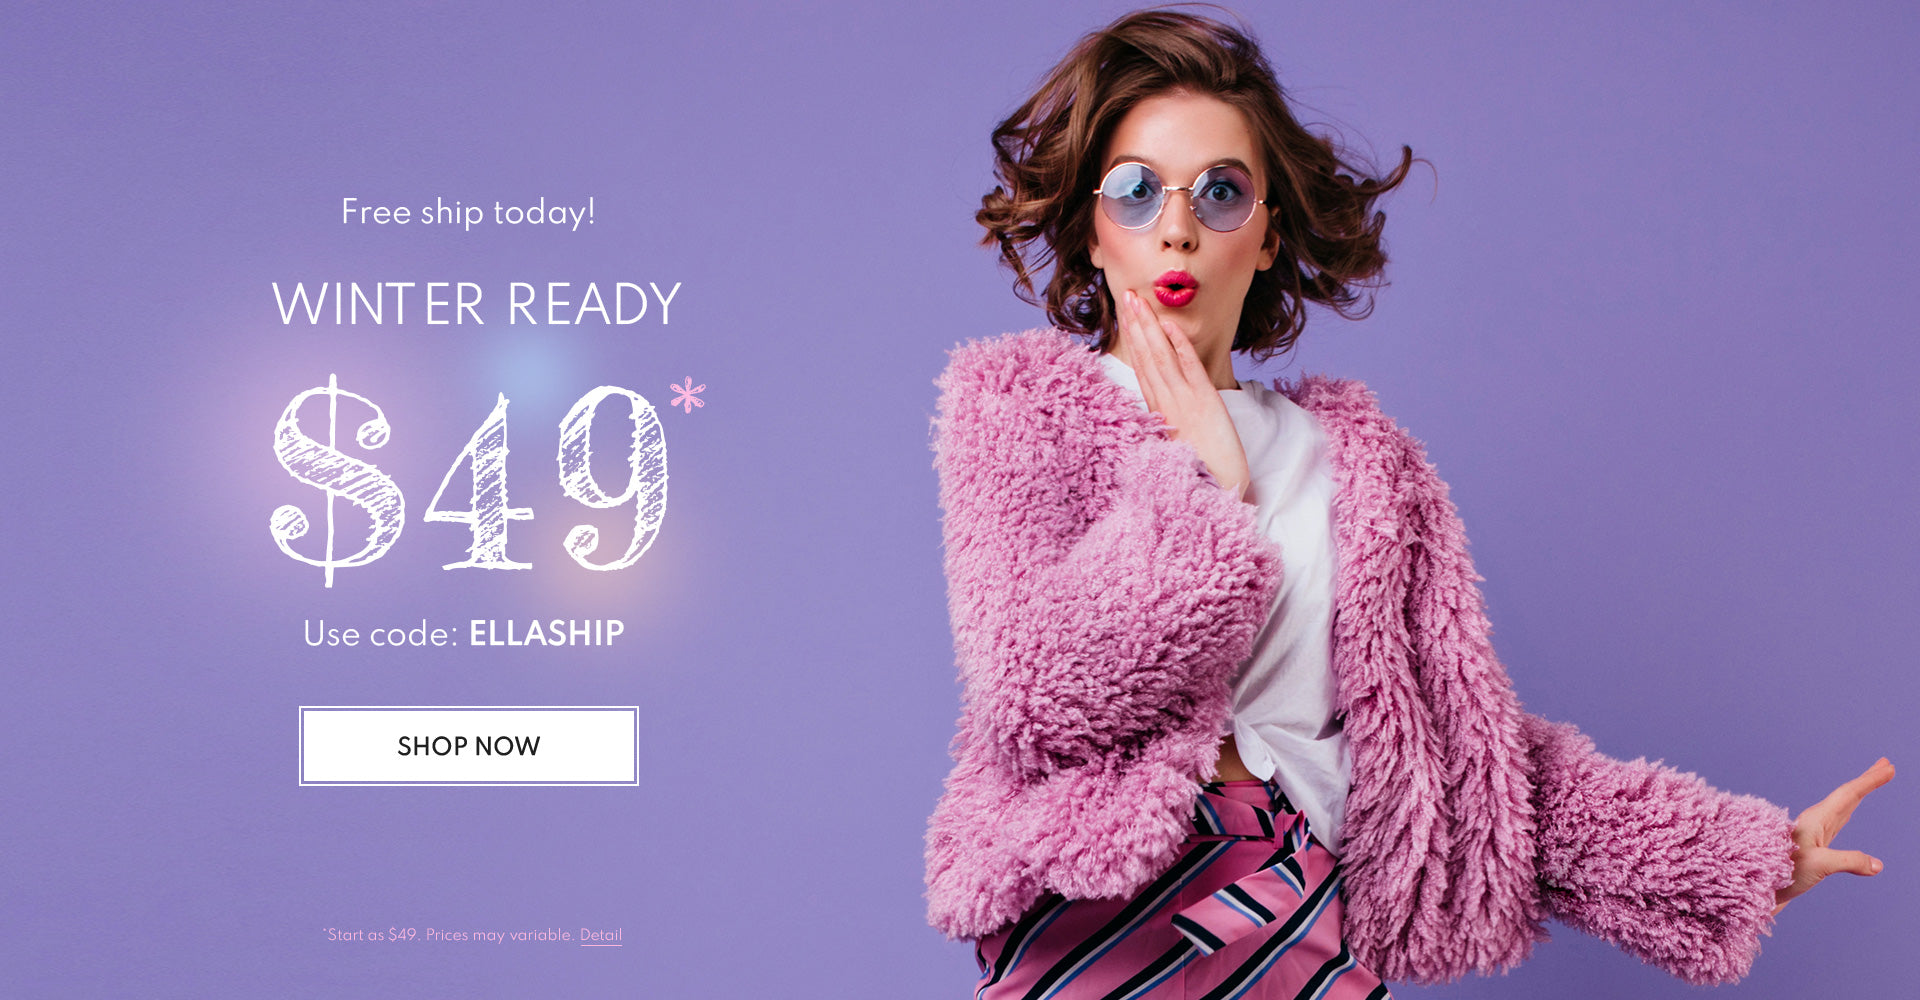 Free ship today!
WINTER READY
$49*
Use code: ELLASHIP
SHOP NOW
*Start as $49. Prices may variable. Detail